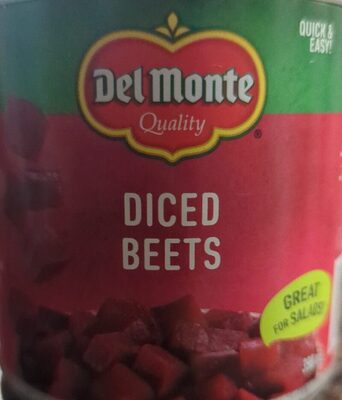 QUICK &
EASY!
Del Monte
Quality
®
DICED
BEETS
GREAT
FOR SALADS!